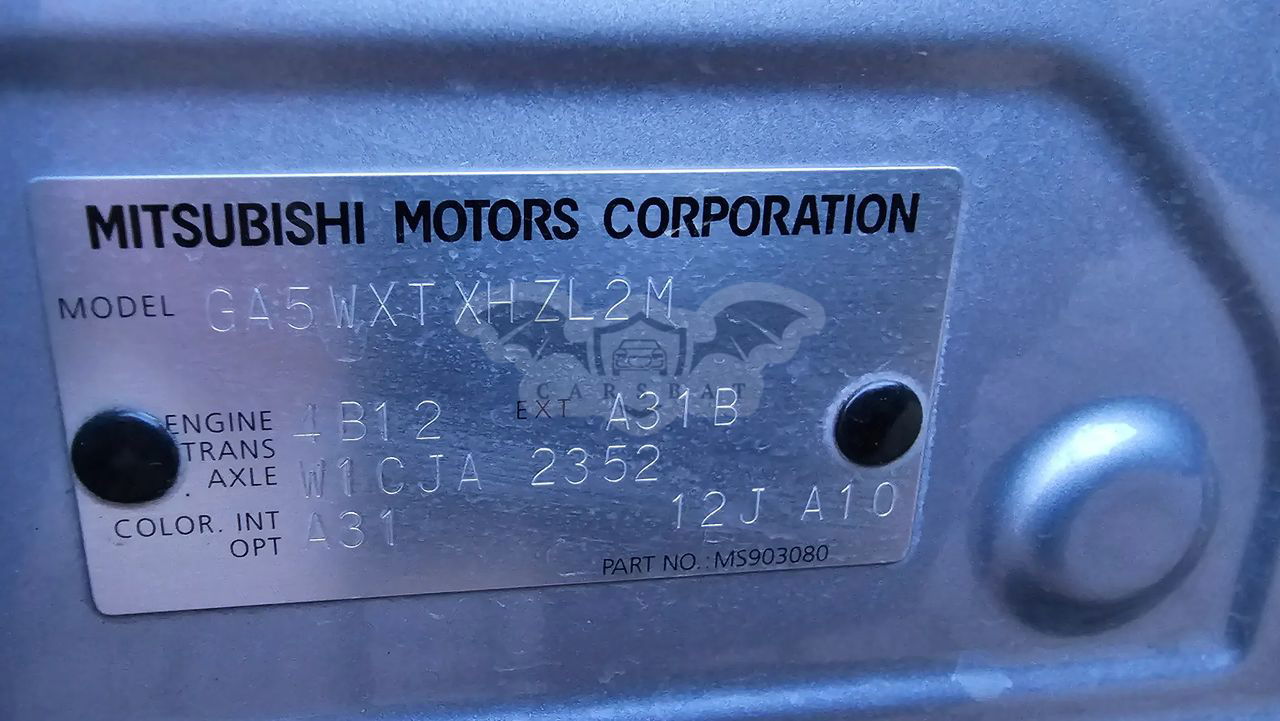 MITSUBISHI MOTORS CORPORATION
MODEL GA5WXTXHZL2M
CARSBAT
ENGINE 4B12 EXT A31B
TRANS
AXLE W1CJA 2352
COLOR. INT A31 12J A10
OPT
PART NO.: MS903080